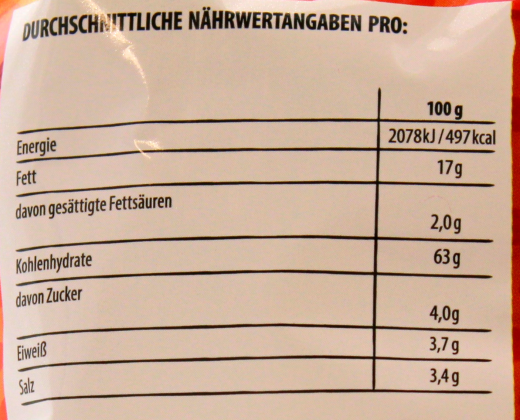 DURCHSCHNITTLICHE NÄHRWERTANGABEN PRO:
100 g
Energie 2078kJ/497kcal
Fett 17g
davon gesättigte Fettsäuren 2,0g
Kohlenhydrate 63g
davon Zucker 4,0g
Eiweiß 3,7g
Salz 3,4g